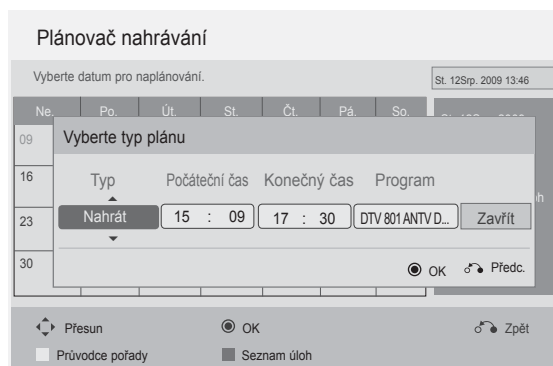 Plánovač nahrávání
Vyberte datum pro naplánování.
St. 12Srp. 2009 13:46
Ne. Po. Út. St. Čt. Pá. So.
09
Vyberte typ plánu
16
Typ Počáteční čas Konečný čas Program
23
Nahrát 15 : 09 17 : 30 DTV 801 ANTV D... Zavřít
30
OK Předc.
Přesun OK Zpět
Průvodce pořady Seznam úloh